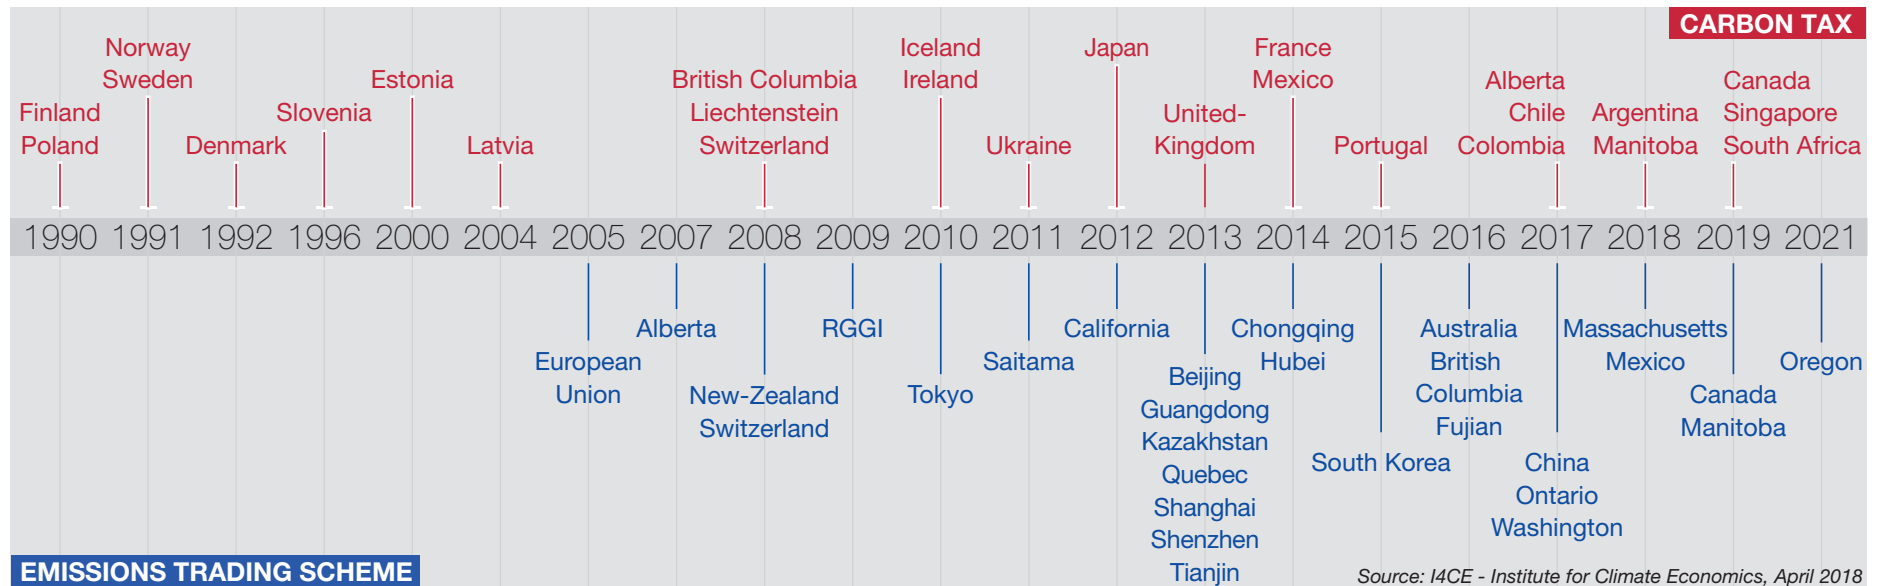 CARBON TAX
Finland
Poland
Norway
Sweden
Denmark
Slovenia
Estonia
Latvia
British Columbia
Liechtenstein
Switzerland
Iceland
Ireland
Ukraine
Japan
United-
Kingdom
France
Mexico
Portugal
Alberta
Chile
Colombia
Argentina
Manitoba
Canada
Singapore
South Africa
1990 1991 1992 1996 2000 2004 2005 2007 2008 2009 2010 2011 2012 2013 2014 2015 2016 2017 2018 2019 2021
European
Union
Alberta
New-Zealand
Switzerland
RGGI
Tokyo
Saitama
California
Beijing
Guangdong
Kazakhstan
Quebec
Shanghai
Shenzhen
Tianjin
Chongqing
Hubei
South Korea
Australia
British
Columbia
Fujian
China
Ontario
Washington
Massachusetts
Mexico
Canada
Manitoba
Oregon
EMISSIONS TRADING SCHEME
Source: I4CE - Institute for Climate Economics, April 2018